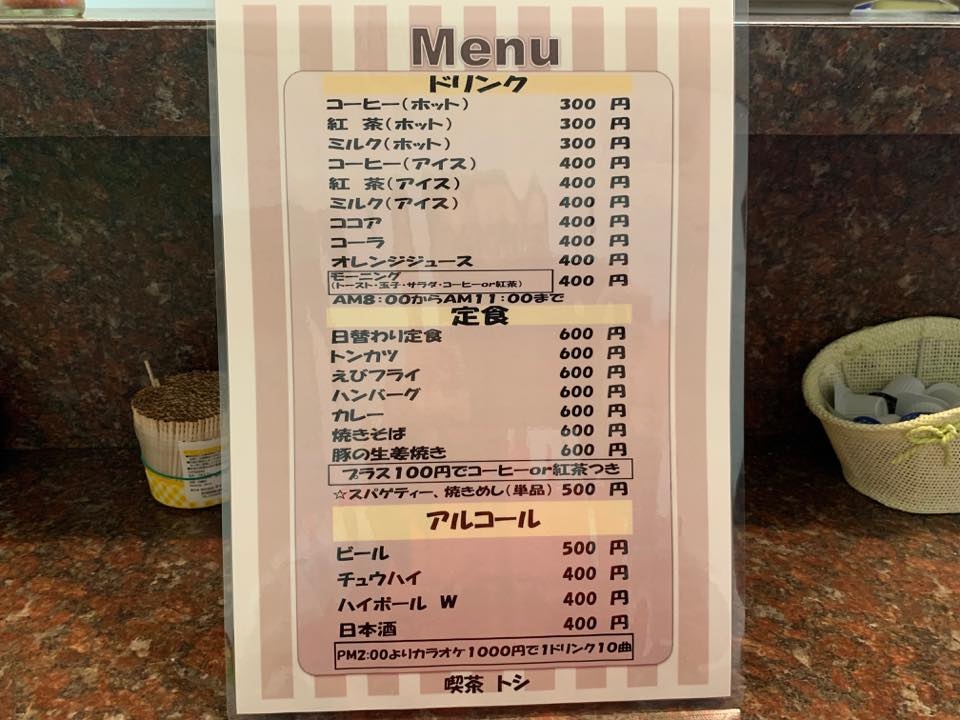 Menu
ドリンク
コーヒー(ホット) 300 円
紅 茶(ホット) 300 円
ミルク(ホット) 300 円
コーヒー(アイス) 400 円
紅 茶(アイス) 400 円
ミルク(アイス) 400 円
ココア 400 円
コーラ 400 円
オレンジジュース 400 円
モーニング
(トースト・玉子・サラダ・コーヒーor紅茶) 400 円
AM8:00からAM11:00まで
定食
日替わり定食 600 円
トンカツ 600 円
えびフライ 600 円
ハンバーグ 600 円
カレー 600 円
焼きそば 600 円
豚の生姜焼き 600 円
プラス100円でコーヒーor紅茶つき
☆スパゲティー、焼きめし(単品) 500 円
アルコール
ビール 500 円
チュウハイ 400 円
ハイボール W 400 円
日本酒 400 円
PM2:00よりカラオケ1000円で1ドリンク10曲
喫茶 トシ